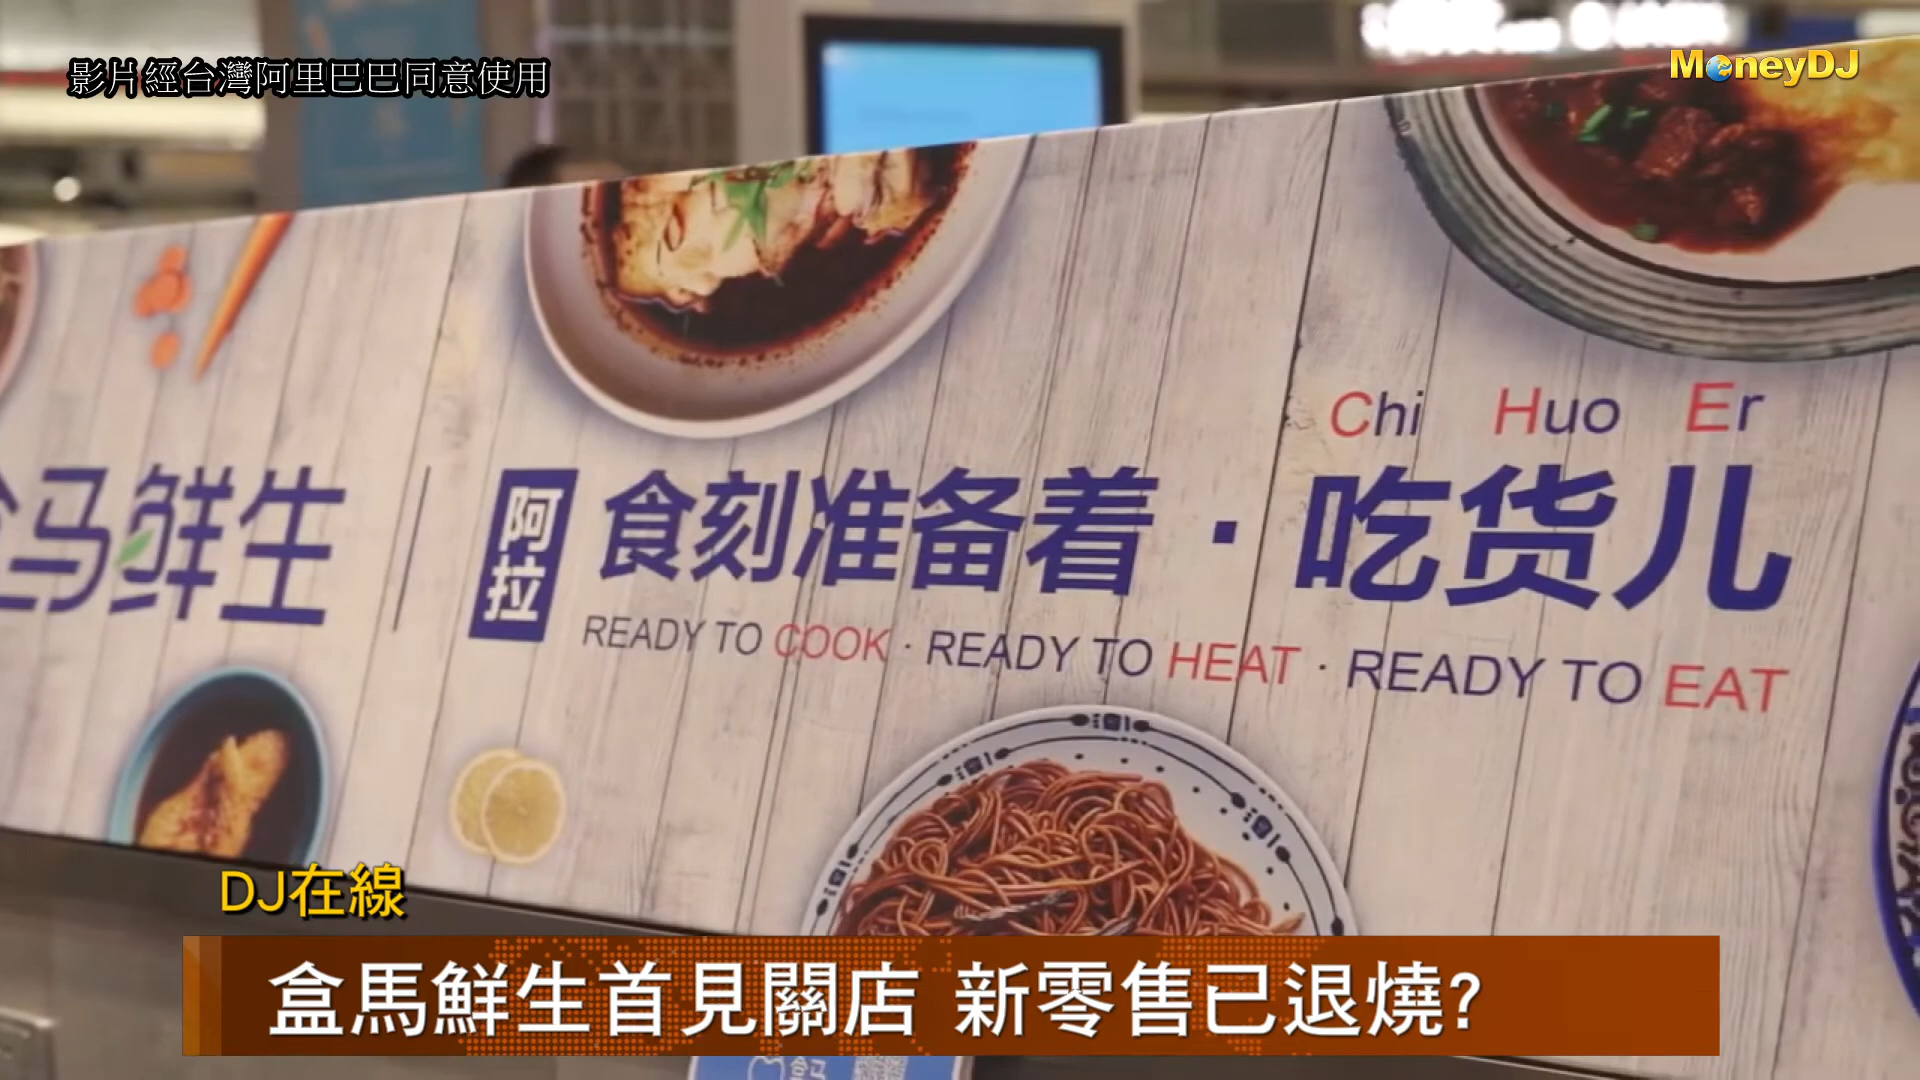 影片經台灣阿里巴巴同意使用
MoneyDJ
Chi Huo Er
马鲜生
阿拉
食刻准备着·吃货儿
READY TO COOK · READY TO HEAT · READY TO EAT
DJ在線
盒馬鮮生首見關店 新零售已退燒?